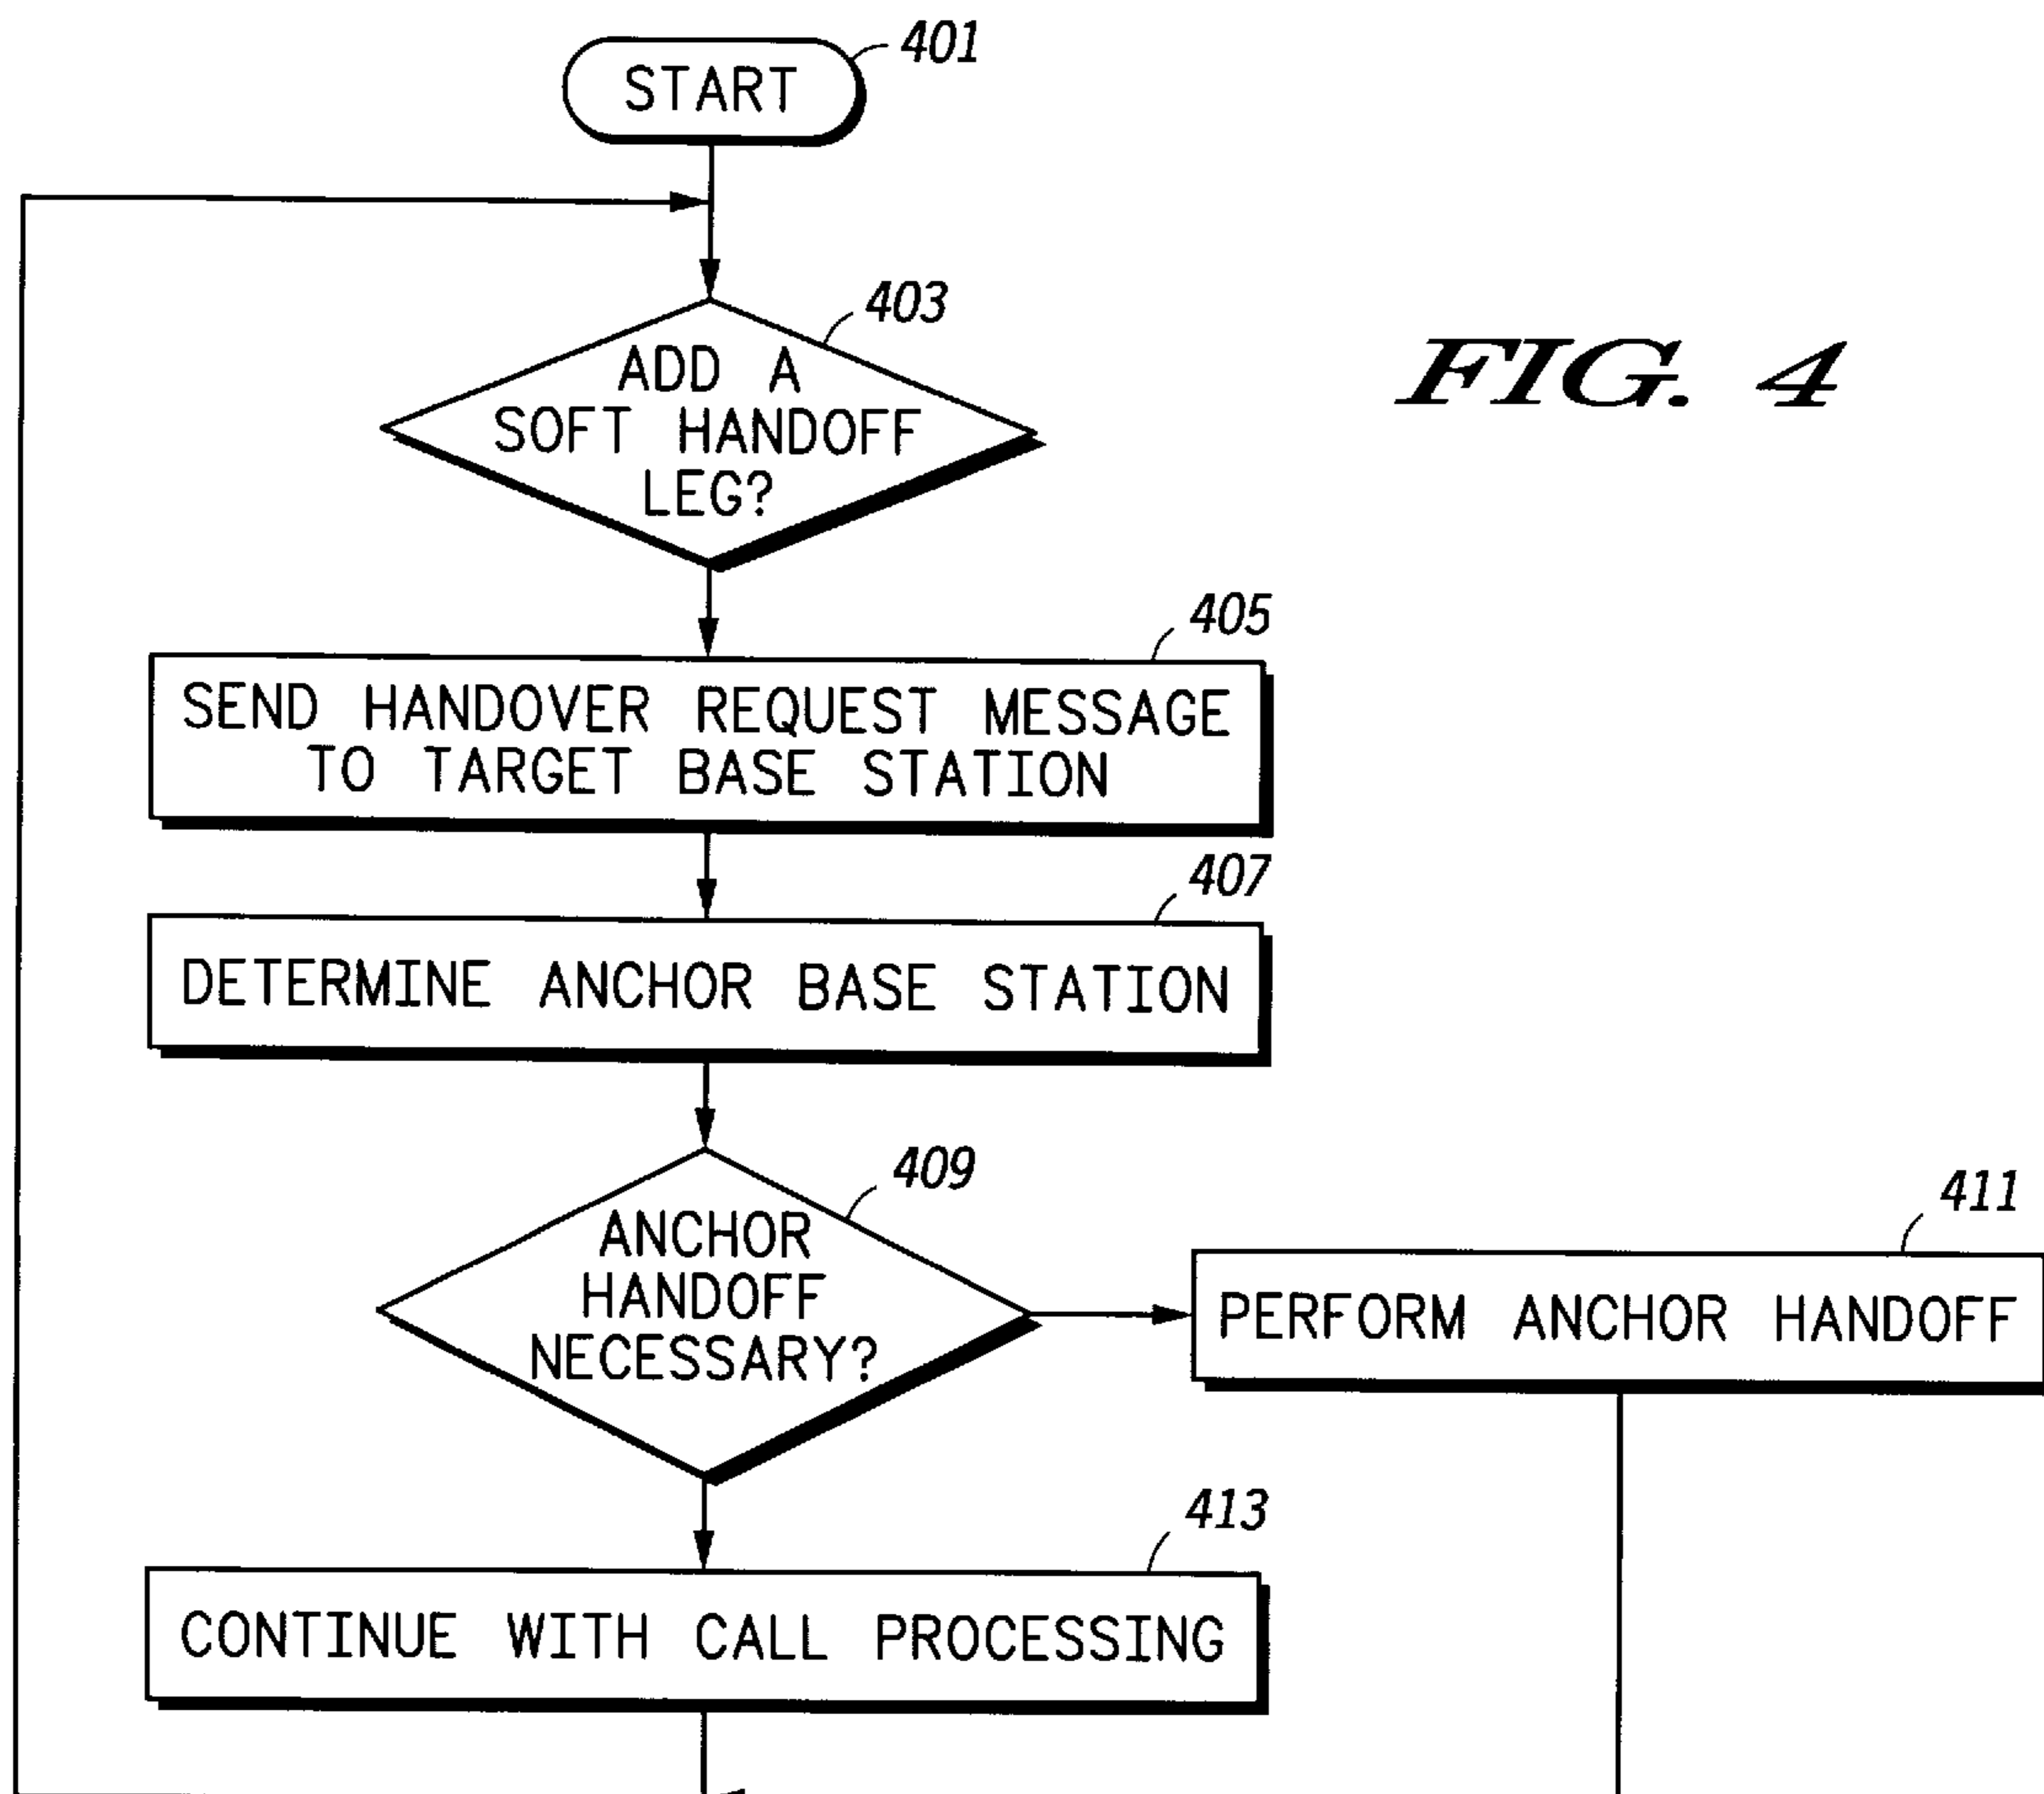 401
START
403
ADD A
SOFT HANDOFF
LEG?
FIG. 4
405
SEND HANDOVER REQUEST MESSAGE
TO TARGET BASE STATION
407
DETERMINE ANCHOR BASE STATION
409
ANCHOR
HANDOFF
NECESSARY?
411
PERFORM ANCHOR HANDOFF
413
CONTINUE WITH CALL PROCESSING